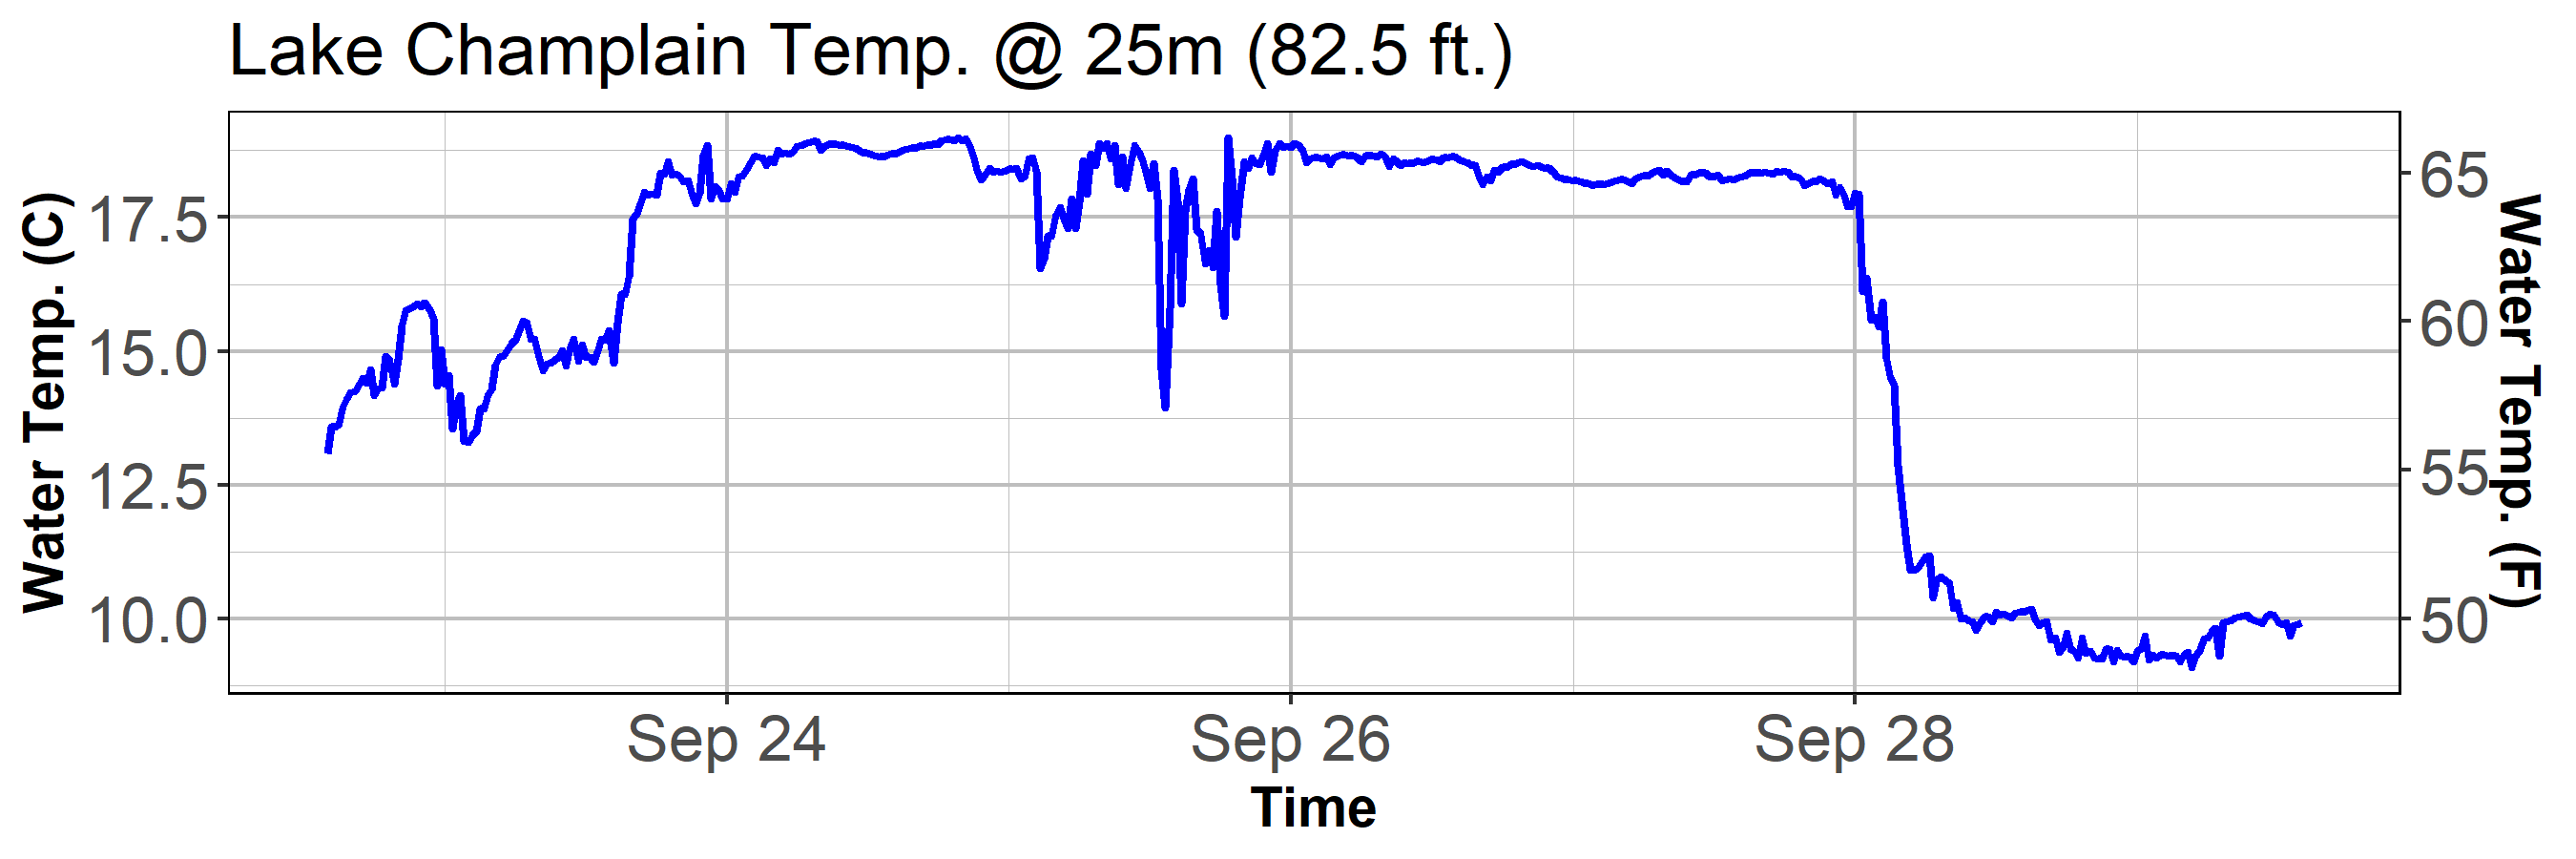 Lake Champlain Temp. @ 25m (82.5 ft.)
Water Temp. (C)
17.5
15.0
12.5
10.0
65
60
55
50
Water Temp. (F)
Sep 24
Sep 26
Sep 28
Time